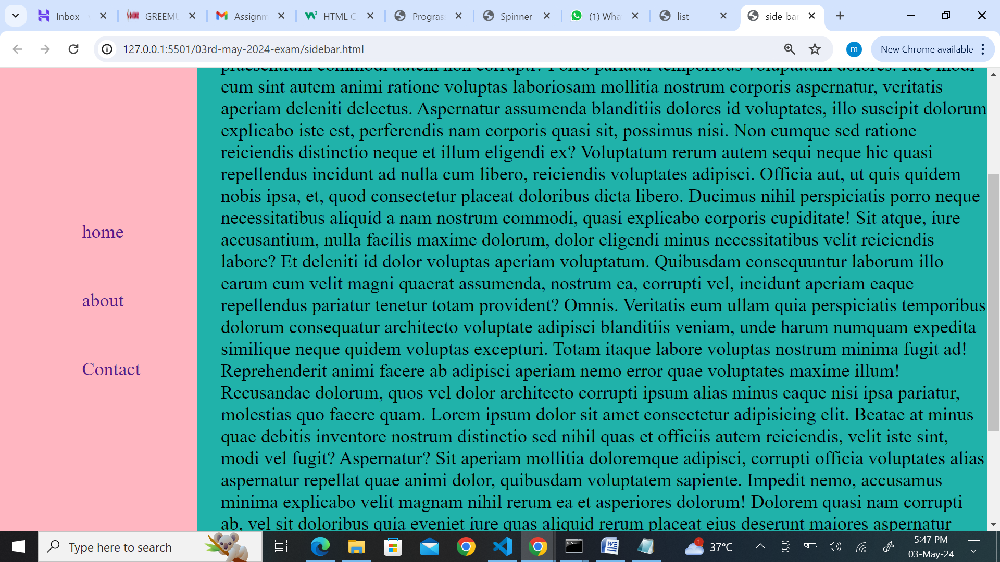 Inbox -
GREEMU
Assignm
HTML C
Progras
Spinner
(1) Wha
list
side-bar
127.0.0.1:5501/03rd-may-2024-exam/sidebar.html
m
New Chrome available
home
about
Contact
praesentium commodi autem non corrupti? Porro pariatur temporibus voluptatum dolores. Iure modi
eum sint autem animi ratione voluptas laboriosam mollitia nostrum corporis aspernatur, veritatis
aperiam deleniti delectus. Aspernatur assumenda blanditiis dolores id voluptates, illo suscipit dolorum
explicabo iste est, perferendis nam corporis quasi sit, possimus nisi. Non cumque sed ratione
reiciendis distinctio neque et illum eligendi ex? Voluptatum rerum autem sequi neque hic quasi
repellendus incidunt ad nulla cum libero, reiciendis voluptates adipisci. Officia aut, ut quis quidem
nobis ipsa, et, quod consectetur placeat doloribus dicta libero. Ducimus nihil perspiciatis porro neque
necessitatibus aliquid a nam nostrum commodi, quasi explicabo corporis cupiditate! Sit atque, iure
accusantium, nulla facilis maxime dolorum, dolor eligendi minus necessitatibus velit reiciendis
labore? Et deleniti id dolor voluptas aperiam voluptatum. Quibusdam consequuntur laborum illo
earum cum velit magni quaerat assumenda, nostrum ea, corrupti vel, incidunt aperiam eaque
repellendus pariatur tenetur totam provident? Omnis. Veritatis eum ullam quia perspiciatis temporibus
dolorum consequatur architecto voluptate adipisci blanditiis veniam, unde harum numquam expedita
similique neque quidem voluptas excepturi. Totam itaque labore voluptas nostrum minima fugit ad!
Reprehenderit animi facere ab adipisci aperiam nemo error quae voluptates maxime illum!
Recusandae dolorum, quos vel dolor architecto corrupti ipsum alias minus eaque nisi ipsa pariatur,
molestias quo facere quam. Lorem ipsum dolor sit amet consectetur adipisicing elit. Beatae at minus
quae debitis inventore nostrum distinctio sed nihil quas et officiis autem reiciendis, velit iste sint,
modi vel fugit? Aspernatur? Sit aperiam mollitia doloremque adipisci, corrupti officia voluptates alias
aspernatur repellat quae animi dolor, quibusdam voluptatem sapiente. Impedit nemo, accusamus
minima explicabo velit magnam nihil rerum ea et asperiores dolorum! Dolorem quasi nam corrupti
ab, vel sit doloribus quia eveniet iure quas aliquid rerum placeat eius deserunt maiores aspernatur
Type here to search
1
37°C
5:47 PM
03-May-24